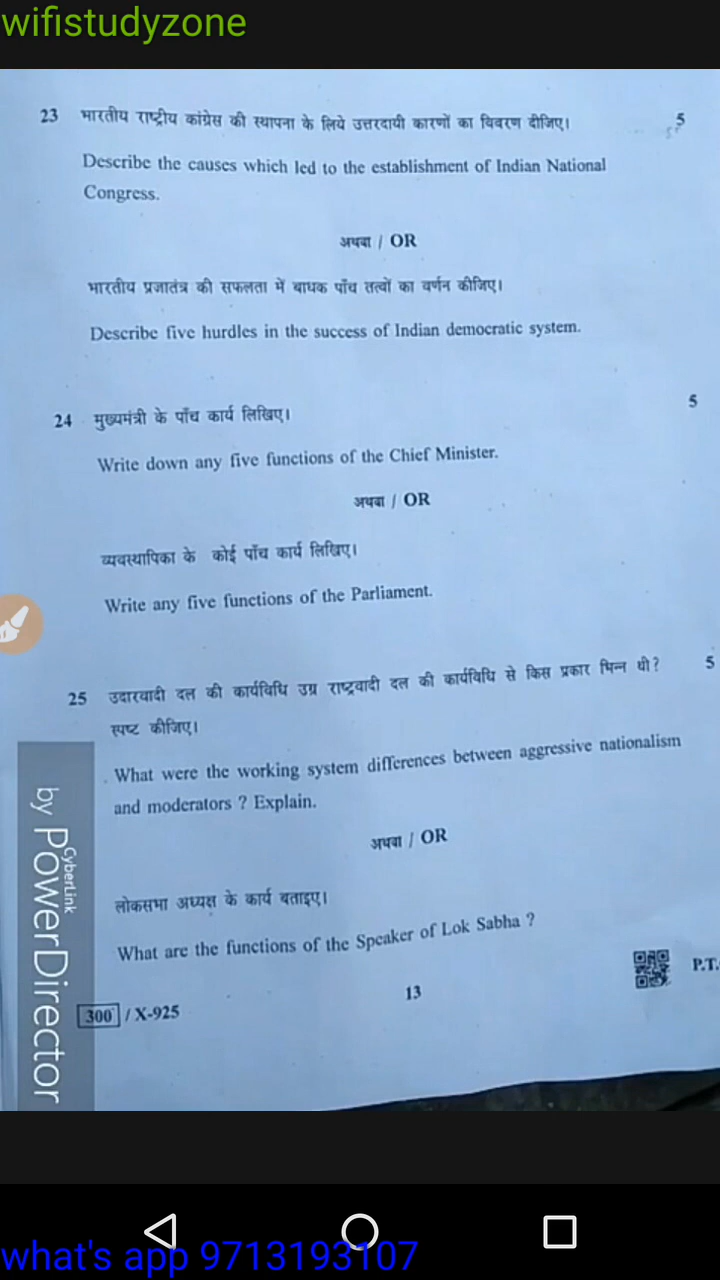 wifistudyzone
23 भारतीय राष्ट्रीय कांग्रेस की स्थापना के लिये उत्तरदायी कारणों का विवरण दीजिए। 5
Describe the causes which led to the establishment of Indian National
Congress.
अथवा / OR
भारतीय प्रजातंत्र की सफलता में बाधक पाँच तत्वों का वर्णन कीजिए।
Describe five hurdles in the success of Indian democratic system.
24 मुख्यमंत्री के पाँच कार्य लिखिए। 5
Write down any five functions of the Chief Minister.
अथवा / OR
व्यवस्थापिका के कोई पाँच कार्य लिखिए।
Write any five functions of the Parliament.
25 उदारवादी दल की कार्यविधि उग्र राष्ट्रवादी दल की कार्यविधि से किस प्रकार भिन्न थी? 5
स्पष्ट कीजिए।
What were the working system differences between aggressive nationalism
and moderators ? Explain.
अथवा / OR
लोकसभा अध्यक्ष के कार्य बताइए।
What are the functions of the Speaker of Lok Sabha ?
300 / X-925
13
P.T.
by CyberLink PowerDirector
what's app 9713193107